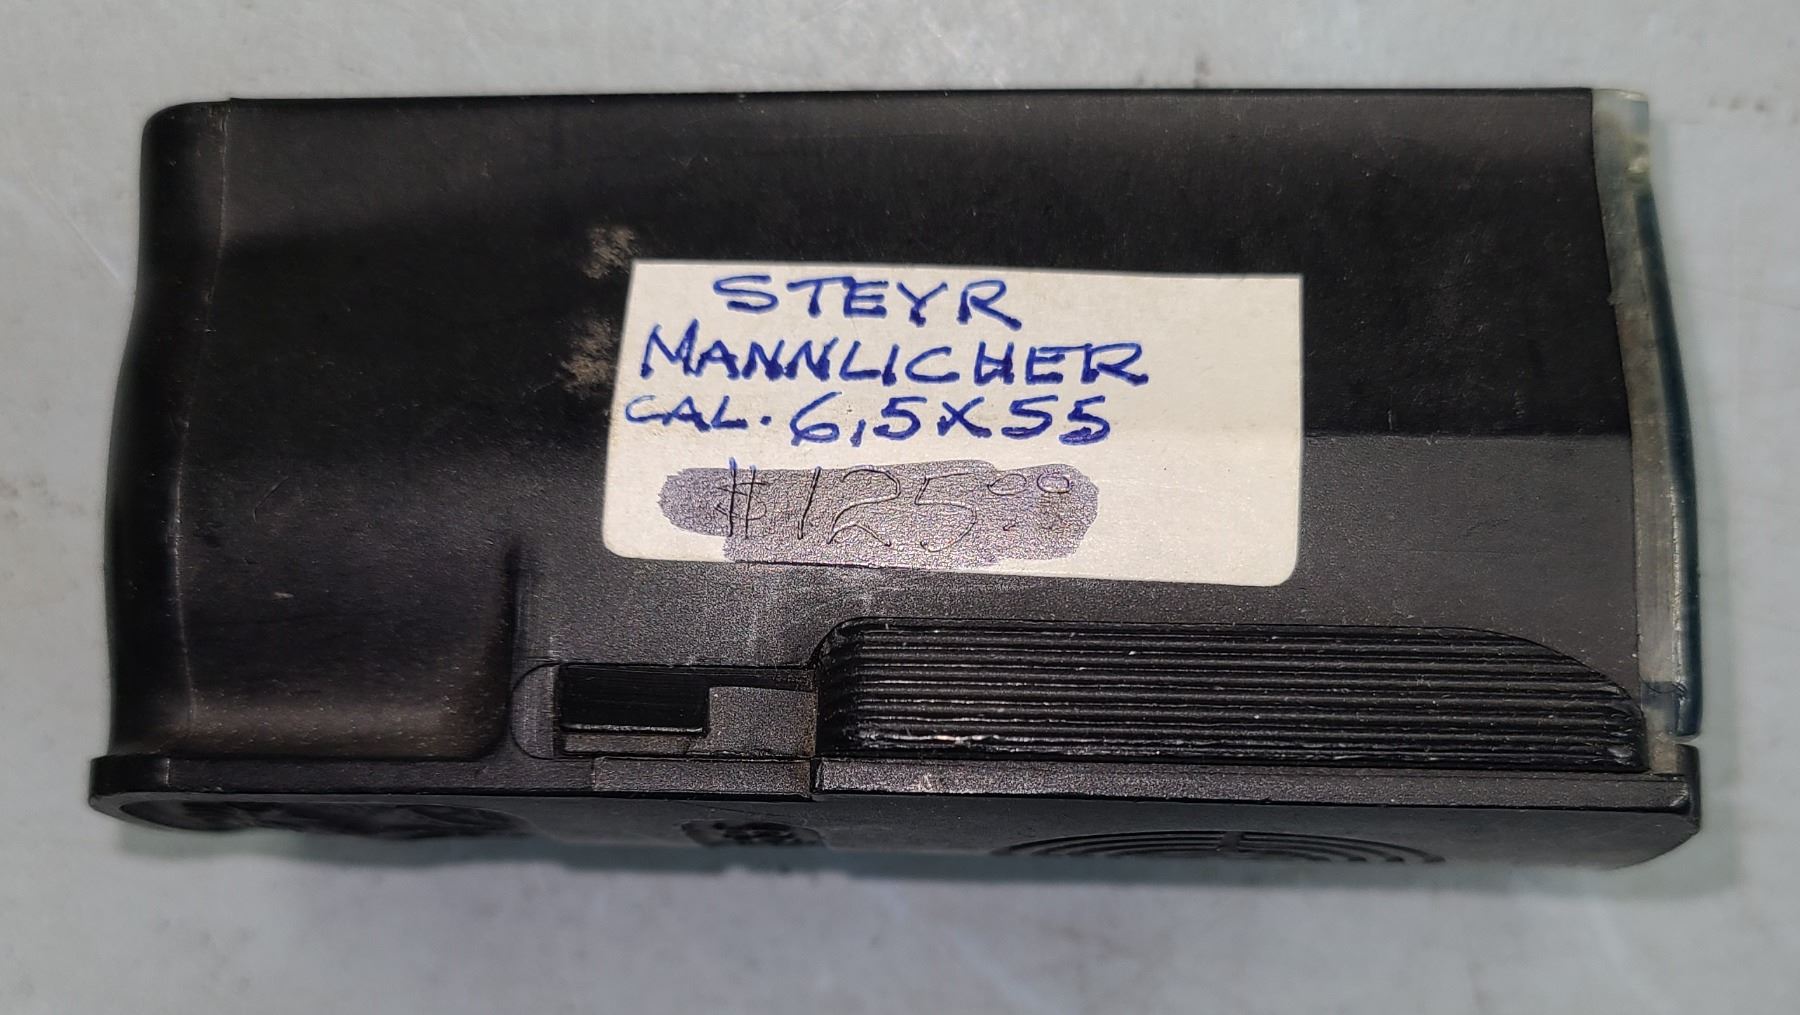 STEYR
MANNLICHER
CAL. 6,5X55
$125.00